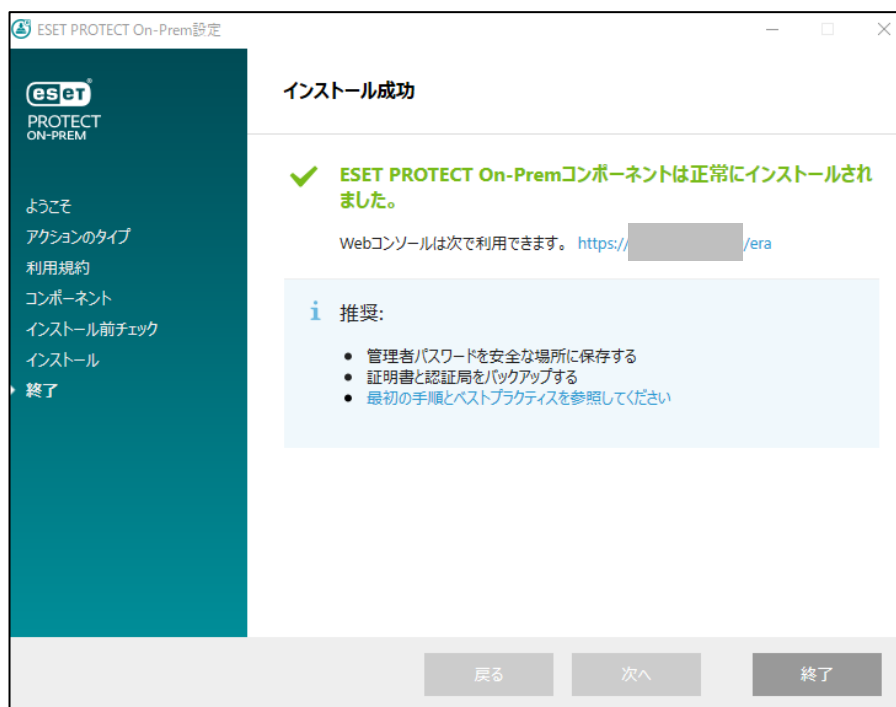 ESET PROTECT On-Prem設定
eset
PROTECT
ON-PREM
ようこそ
アクションのタイプ
利用規約
コンポーネント
インストール前チェック
インストール
終了
インストール成功
ESET PROTECT On-Premコンポーネントは正常にインストールされ
ました。
Webコンソールは次で利用できます。 https:// /era
推奨:
管理者パスワードを安全な場所に保存する
証明書と認証局をバックアップする
最初の手順とベストプラクティスを参照してください
戻る
次へ
終了